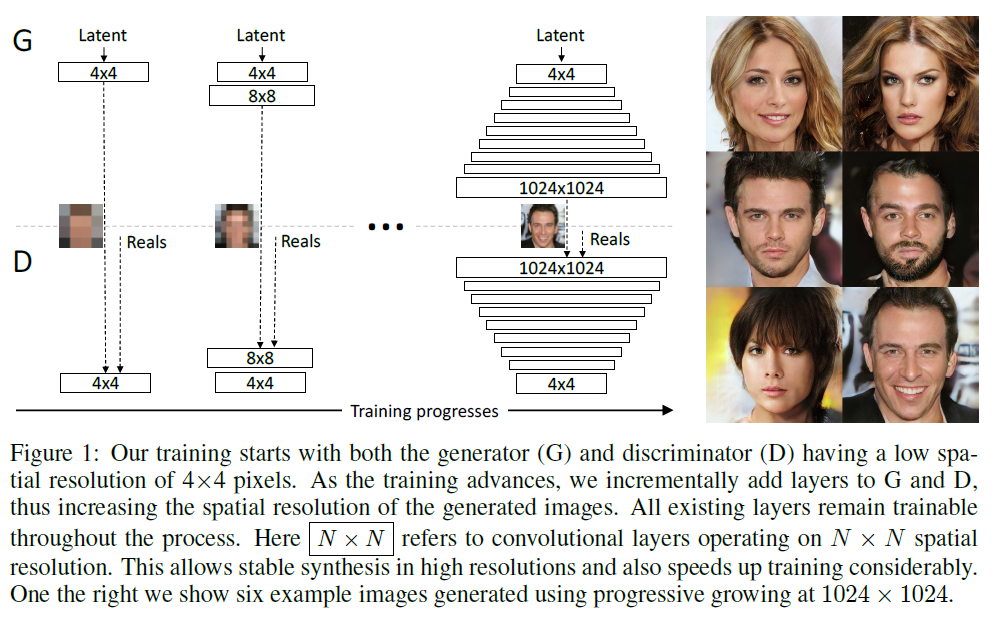 G
Latent
Latent
Latent
4x4
4x4
4x4
8x8
1024x1024
Reals
Reals
Reals
D
1024x1024
8x8
4x4
4x4
4x4
Training progresses
Figure 1: Our training starts with both the generator (G) and discriminator (D) having a low spa-
tial resolution of 4×4 pixels. As the training advances, we incrementally add layers to G and D,
thus increasing the spatial resolution of the generated images. All existing layers remain trainable
throughout the process. Here N × N refers to convolutional layers operating on N × N spatial
resolution. This allows stable synthesis in high resolutions and also speeds up training considerably.
One the right we show six example images generated using progressive growing at 1024 × 1024.